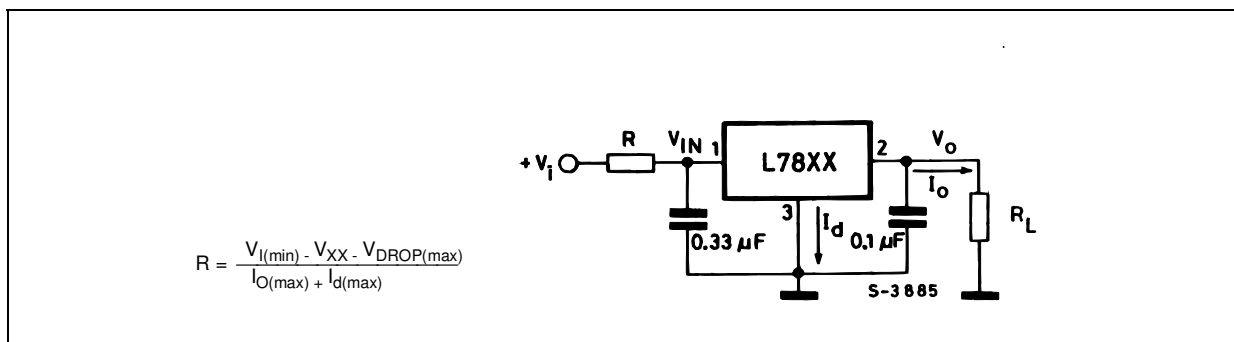 R V_IN 1 L78XX 2 V_o
+ V_i
I_o
3 I_d R_L
0.33 µF 0.1 µF
R = V_I(min) - V_XX - V_DROP(max)
I_O(max) + I_d(max)
S-3885